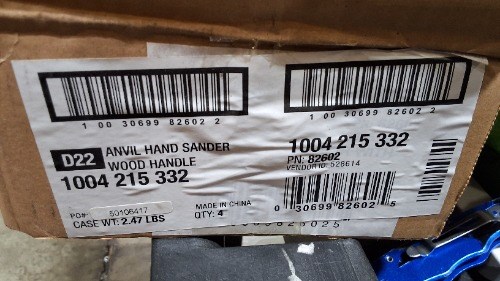 1 00 30699 82602 2
1 00 30699 82602 2
D22
ANVIL HAND SANDER
WOOD HANDLE
1004 215 332
1004 215 332
PN: 82602
VENDOR ID: 528614
PO#: 50106417
CASE WT: 2.47 LBS
MADE IN CHINA
QTY: 4
0 30699 82602 5